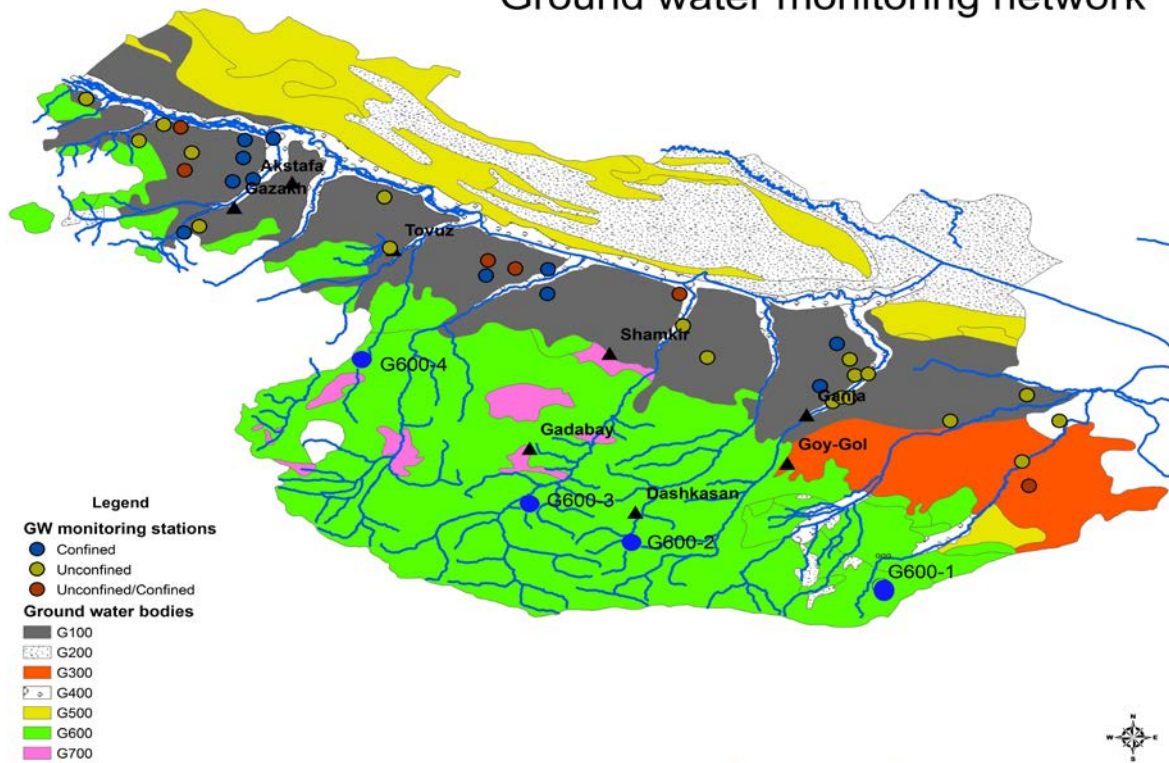 Ground water monitoring network
Akstafa
Gazakh
Tovuz
Shamkir
G600-4
Ganja
Gadabay
Goy-Gol
G600-3
Dashkasan
G600-2
G600-1
Legend
GW monitoring stations
Confined
Unconfined
Unconfined/Confined
Ground water bodies
G100
G200
G300
G400
G500
G600
G700
N
W
E
S